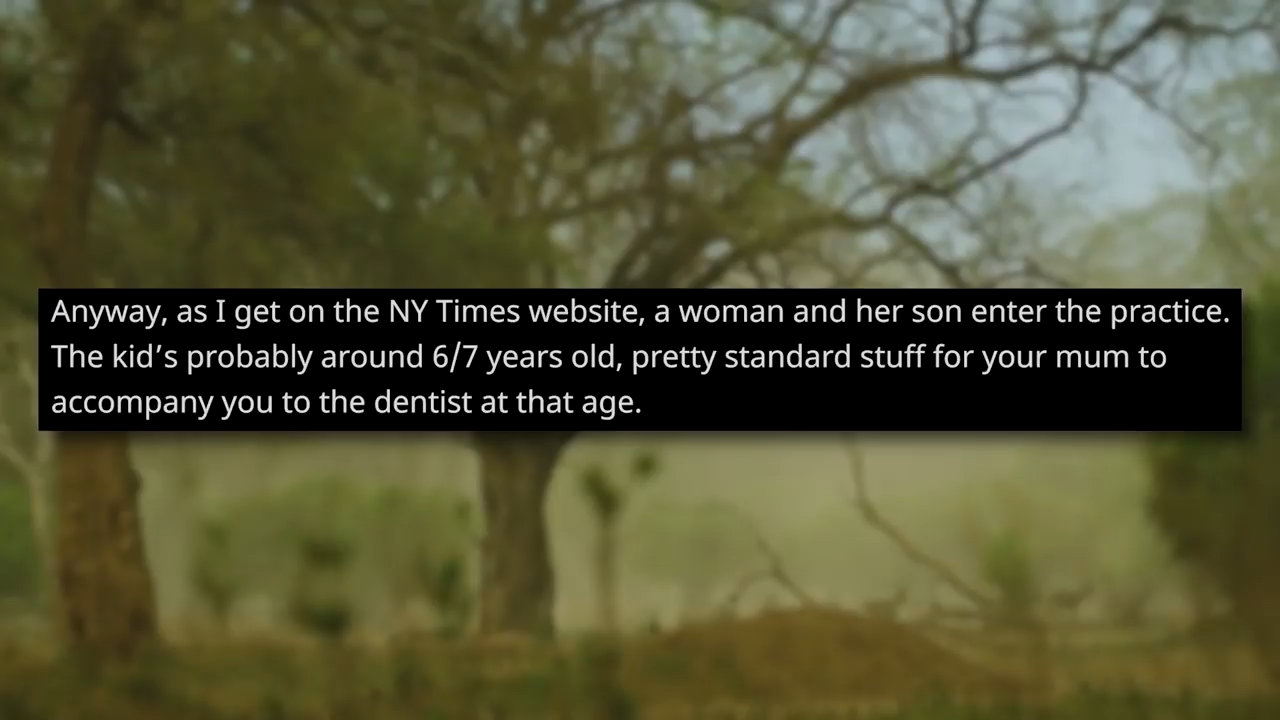 Anyway, as I get on the NY Times website, a woman and her son enter the practice.
The kid’s probably around 6/7 years old, pretty standard stuff for your mum to
accompany you to the dentist at that age.